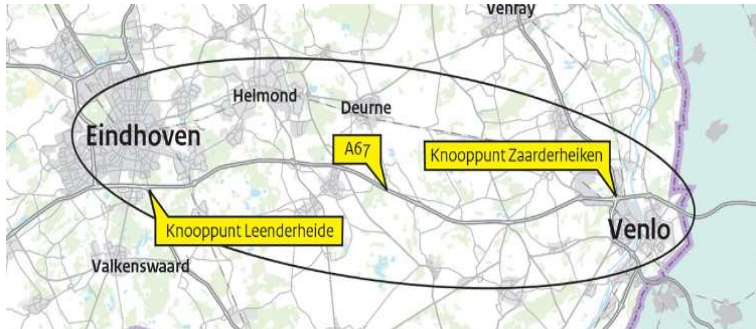 Venray
Helmond
Deurne
Eindhoven
A67
Knooppunt Zaarderheiken
Knooppunt Leenderheide
Venlo
Valkenswaard